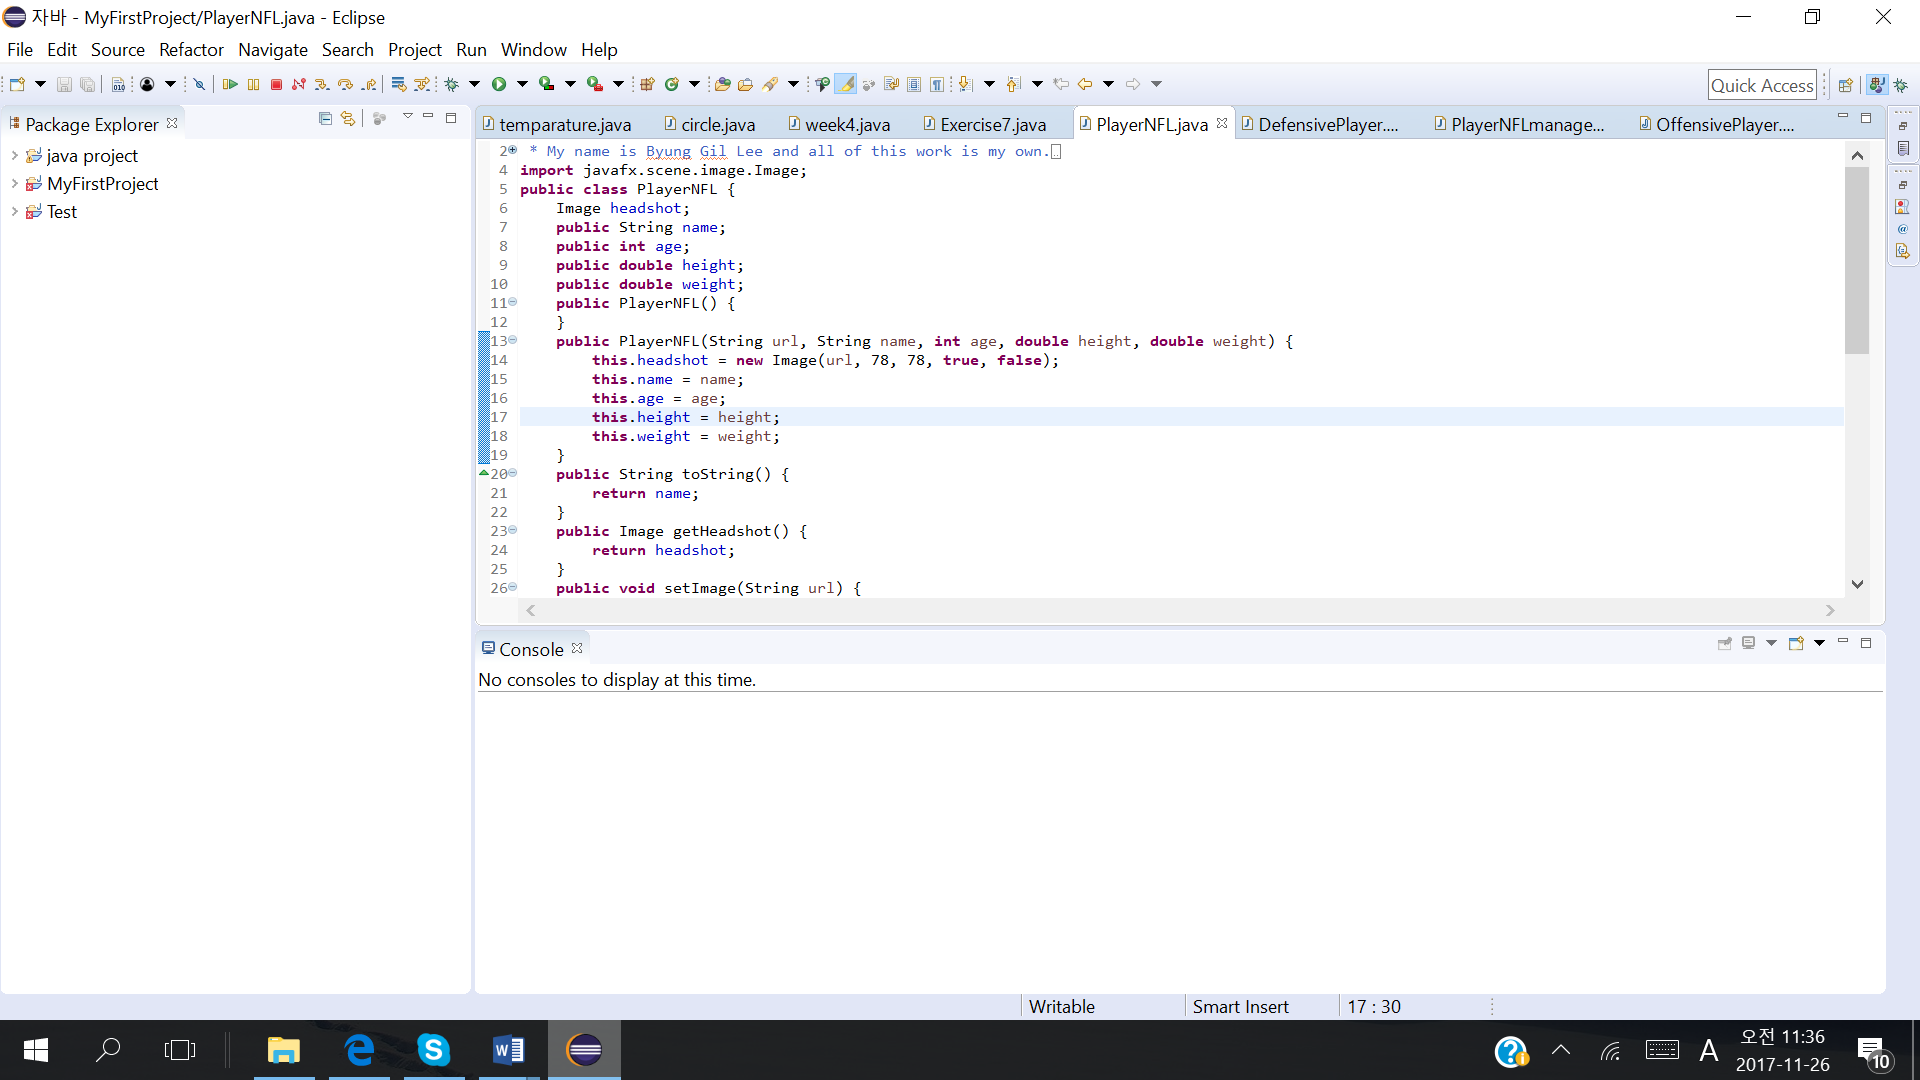 자바 - MyFirstProject/PlayerNFL.java - Eclipse
File Edit Source Refactor Navigate Search Project Run Window Help
Quick Access
Package Explorer
java project
MyFirstProject
Test
temparature.java circle.java week4.java Exercise7.java PlayerNFL.java DefensivePlayer.... PlayerNFLmanage... OffensivePlayer....
2 * My name is Byung Gil Lee and all of this work is my own.
4 import javafx.scene.image.Image;
5 public class PlayerNFL {
6 Image headshot;
7 public String name;
8 public int age;
9 public double height;
10 public double weight;
11 public PlayerNFL() {
12 }
13 public PlayerNFL(String url, String name, int age, double height, double weight) {
14 this.headshot = new Image(url, 78, 78, true, false);
15 this.name = name;
16 this.age = age;
17 this.height = height;
18 this.weight = weight;
19 }
20 public String toString() {
21 return name;
22 }
23 public Image getHeadshot() {
24 return headshot;
25 }
26 public void setImage(String url) {
Console
No consoles to display at this time.
Writable Smart Insert 17 : 30
A
오전 11:36
2017-11-26
10